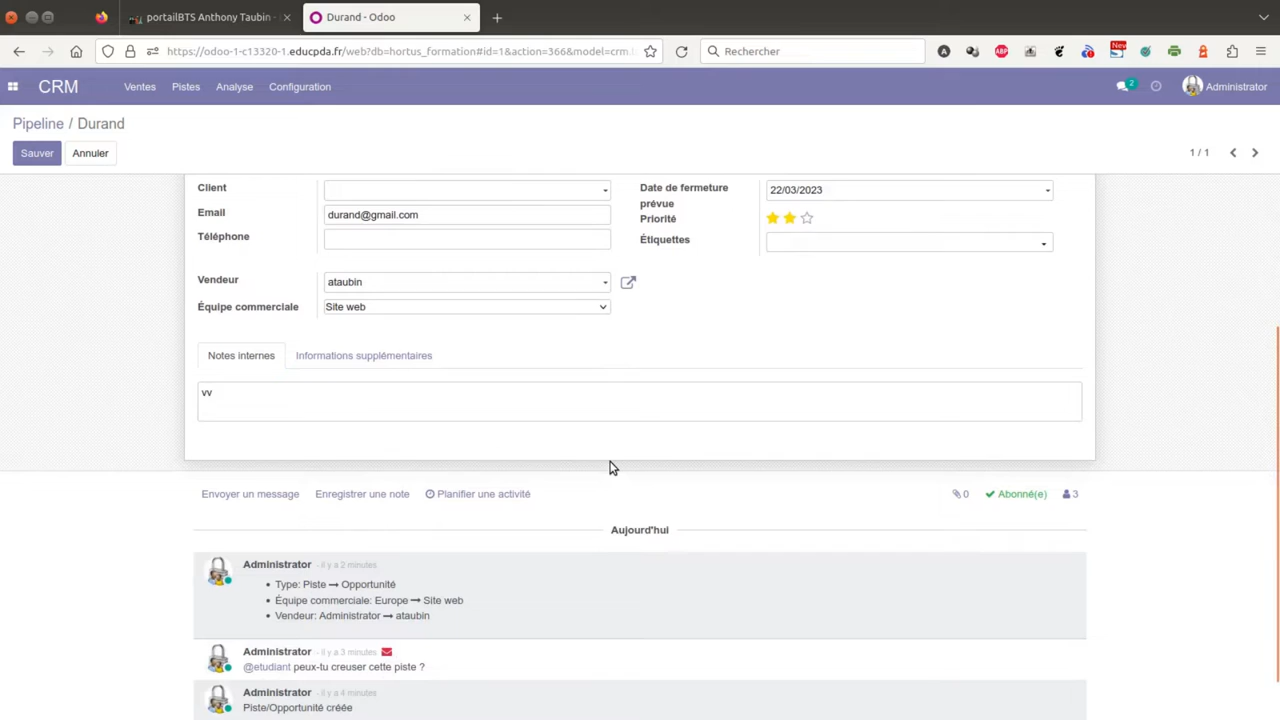 portailBTS Anthony Taubin
Durand - Odoo
https://odoo-1-c13320-1.educpda.fr/web?db=hortus_formation#id=1&action=366&model=crm.l
Rechercher
A
ABP
New
CRM
Ventes Pistes Analyse Configuration
2
Administrator
Pipeline / Durand
Sauver Annuler
1 / 1
Client
Email durand@gmail.com
Téléphone
Date de fermeture prévue 22/03/2023
Priorité
Étiquettes
Vendeur ataubin
Équipe commerciale Site web
Notes internes Informations supplémentaires
vv
Envoyer un message Enregistrer une note Planifier une activité
0 Abonné(e) 3
Aujourd'hui
Administrator - il y a 2 minutes
Type: Piste → Opportunité
Équipe commerciale: Europe → Site web
Vendeur: Administrator → ataubin
Administrator - il y a 3 minutes
@etudiant peux-tu creuser cette piste ?
Administrator - il y a 4 minutes
Piste/Opportunité créée